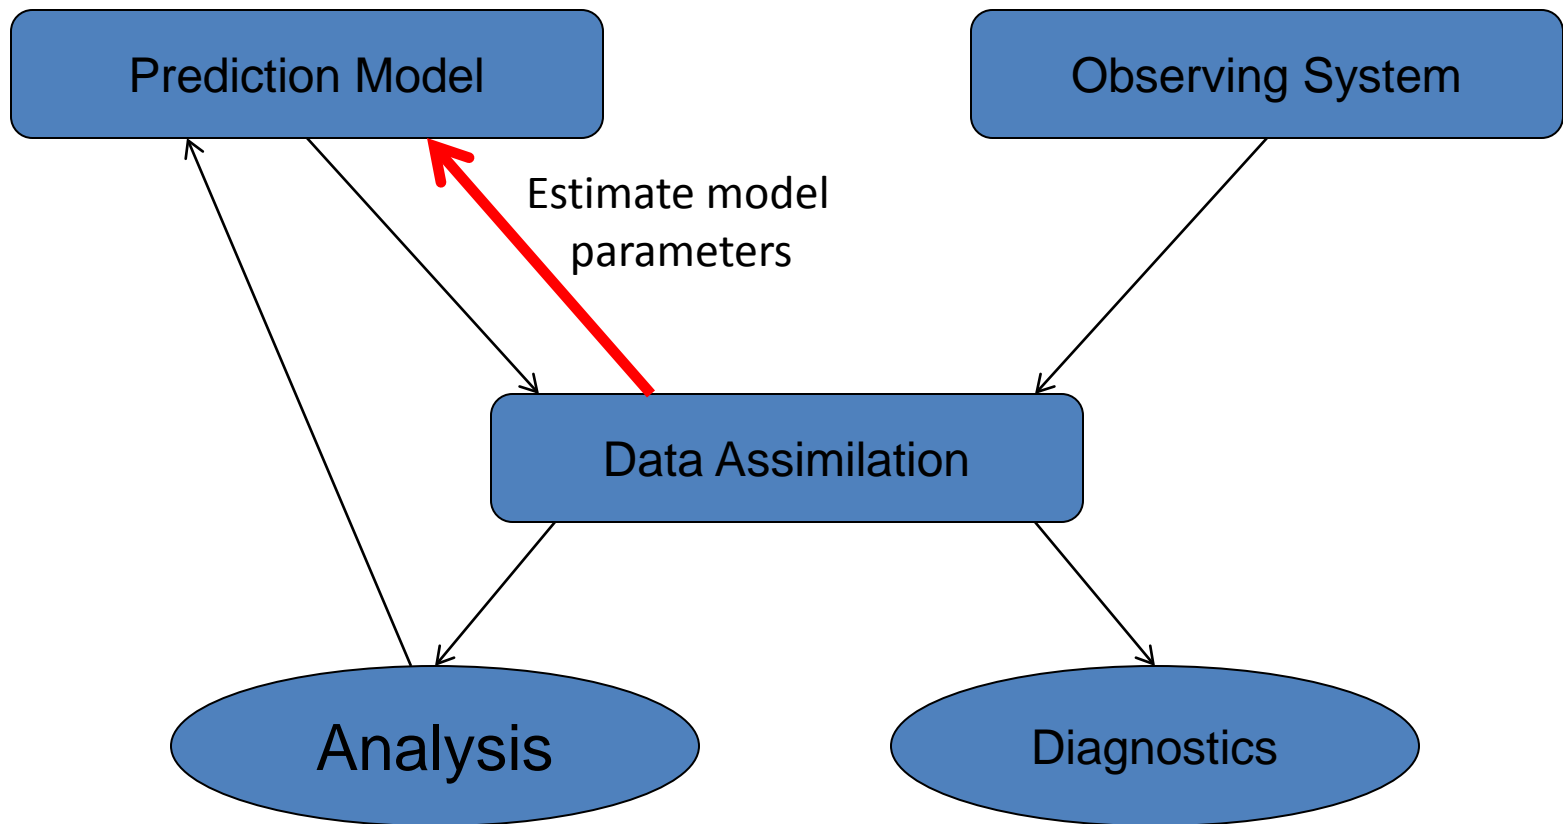 Prediction Model
Observing System
Estimate model
parameters
Data Assimilation
Analysis
Diagnostics